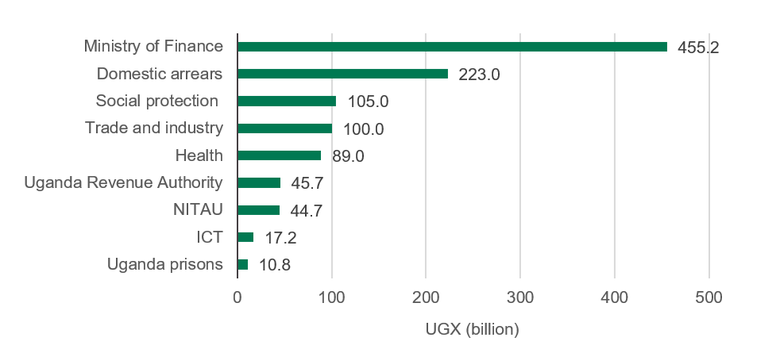 Ministry of Finance 455.2
Domestic arrears 223.0
Social protection 105.0
Trade and industry 100.0
Health 89.0
Uganda Revenue Authority 45.7
NITAU 44.7
ICT 17.2
Uganda prisons 10.8
0 100 200 300 400 500
UGX (billion)